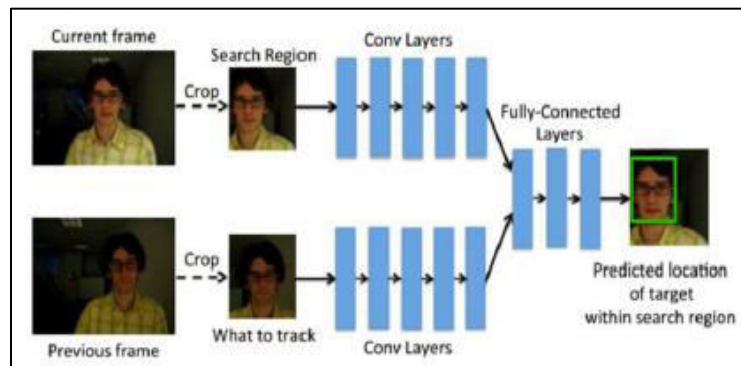 Current frame
Search Region
Conv Layers
Crop
Fully-Connected
Layers
Crop
Predicted location
of target
within search region
Previous frame
What to track
Conv Layers